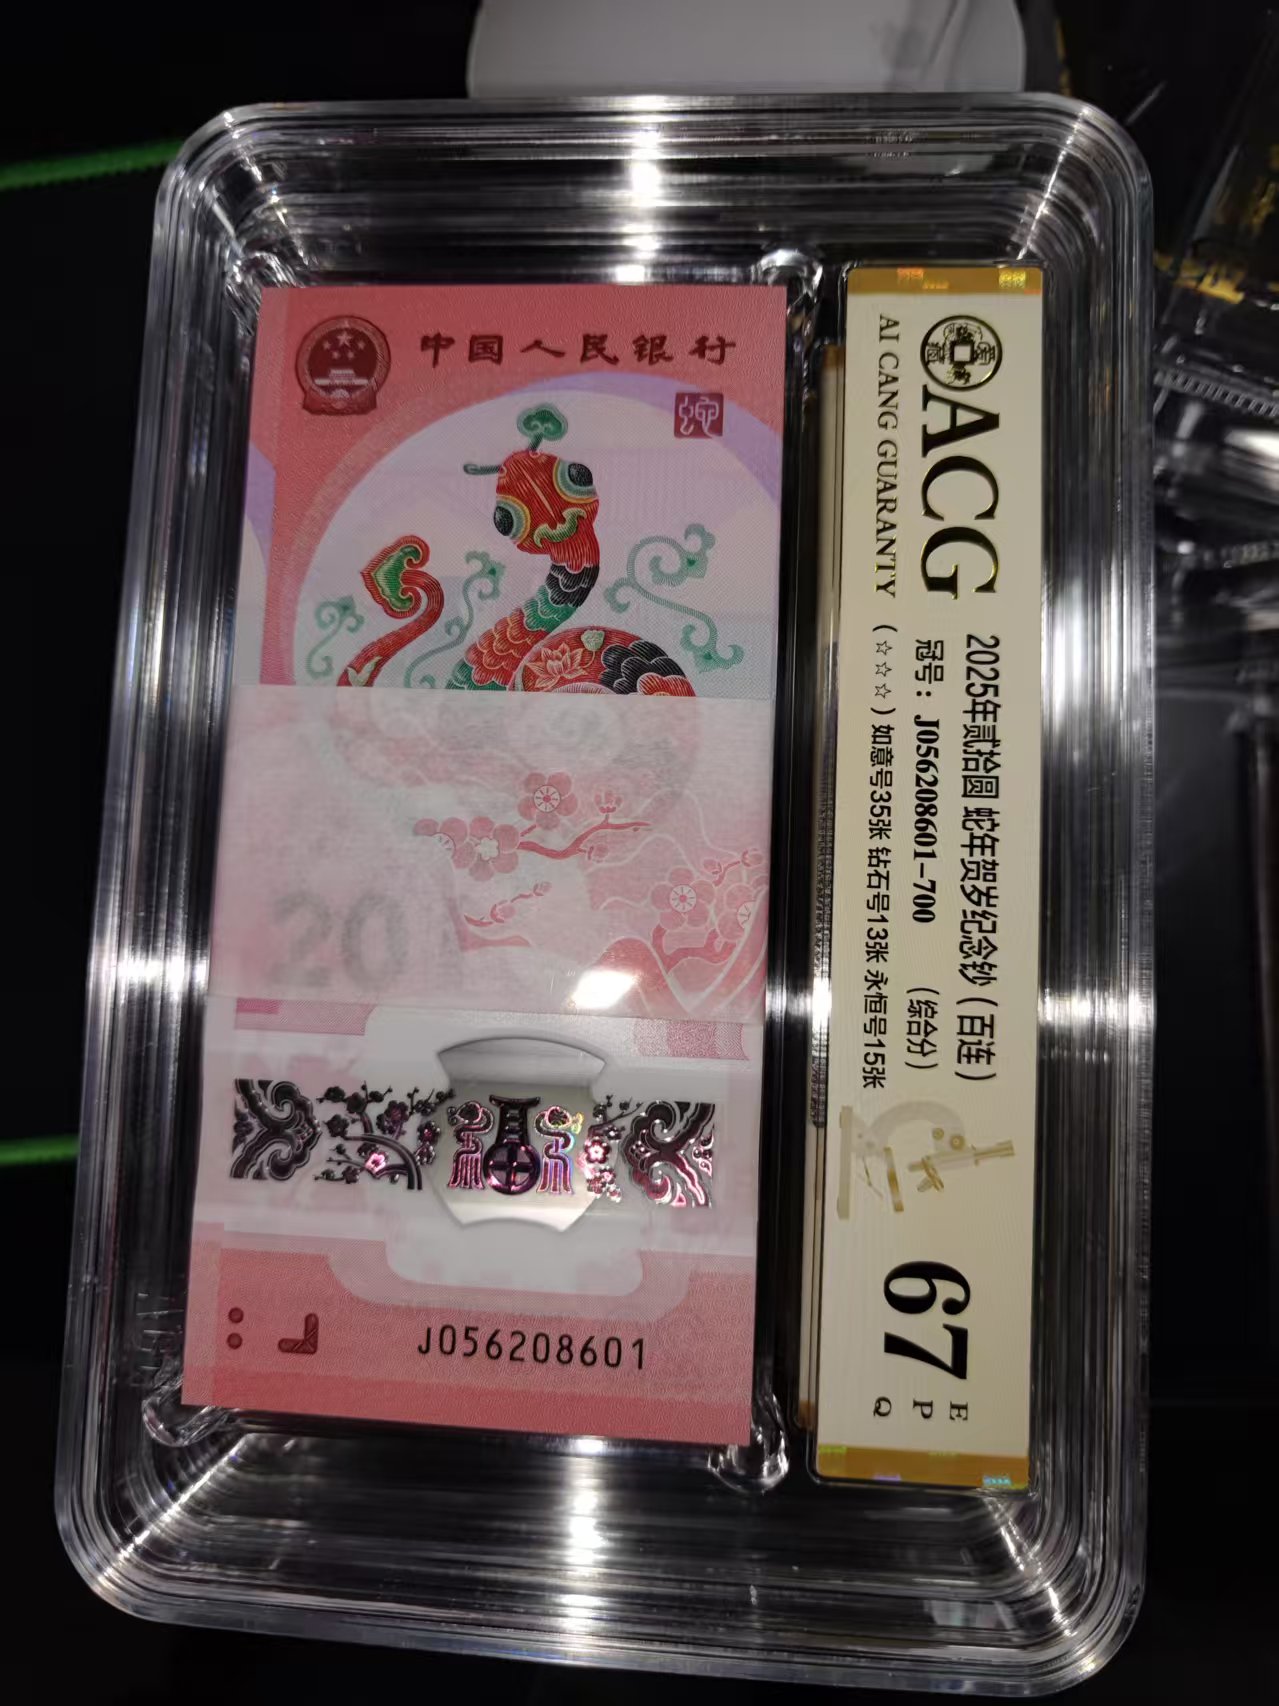 中国人民银行
蛇
20
J056208601
ACG
AI CANG GUARANTY
2025年贰拾圆 蛇年贺岁纪念钞（百连）
冠号：J056208601-700 （综合分）
（☆☆☆）如意号35张 钻石号13张 永恒号15张
67
E
P
Q